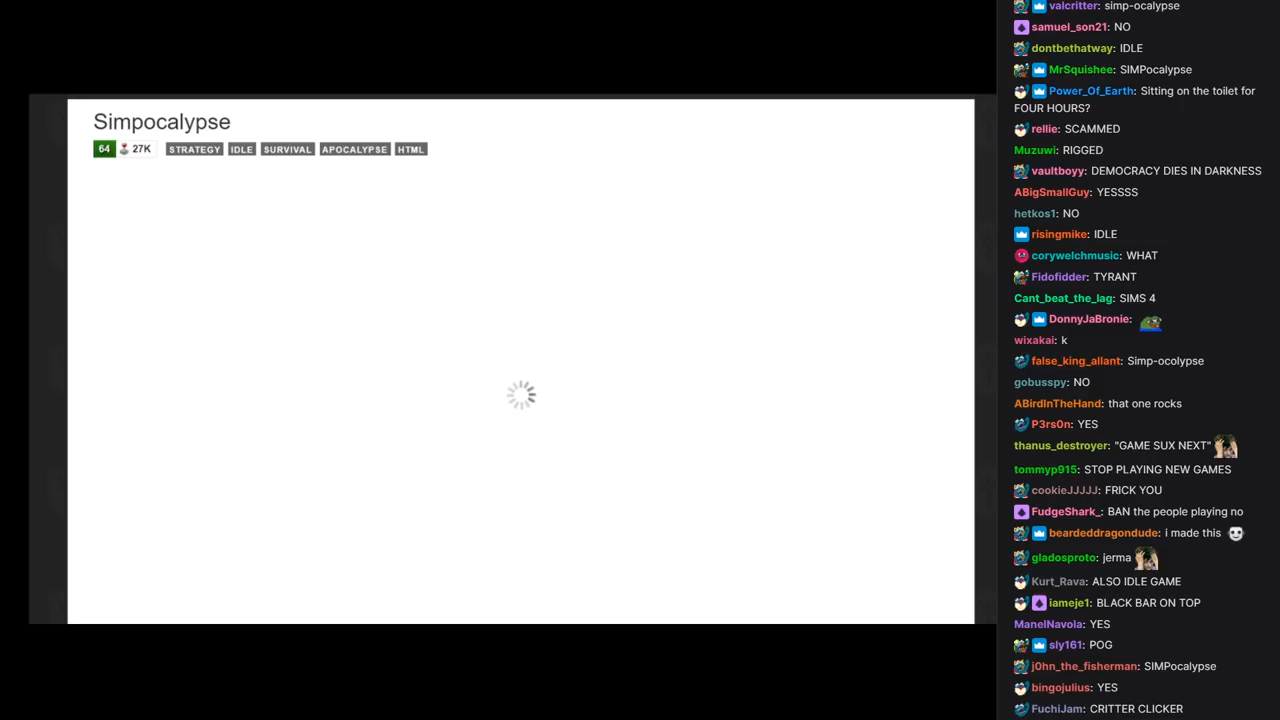 Simpocalypse
64 27K STRATEGY IDLE SURVIVAL APOCALYPSE HTML
valcritter: simp-ocalypse
samuel_son21: NO
dontbethatway: IDLE
MrSquishee: SIMPocalypse
Power_Of_Earth: Sitting on the toilet for
FOUR HOURS?
rellie: SCAMMED
Muzuwi: RIGGED
vaultboyy: DEMOCRACY DIES IN DARKNESS
ABigSmallGuy: YESSSS
hetkos1: NO
risingmike: IDLE
corywelchmusic: WHAT
Fidofidder: TYRANT
Cant_beat_the_lag: SIMS 4
DonnyJaBronie:
wixakai: k
false_king_allant: Simp-ocolypse
gobusspy: NO
ABirdInTheHand: that one rocks
P3rs0n: YES
thanus_destroyer: "GAME SUX NEXT"
tommyp915: STOP PLAYING NEW GAMES
cookieJJJJJ: FRICK YOU
FudgeShark_: BAN the people playing no
beardeddragondude: i made this
gladosproto: jerma
Kurt_Rava: ALSO IDLE GAME
iameje1: BLACK BAR ON TOP
ManelNavola: YES
sly161: POG
j0hn_the_fisherman: SIMPocalypse
bingojulius: YES
FuchiJam: CRITTER CLICKER